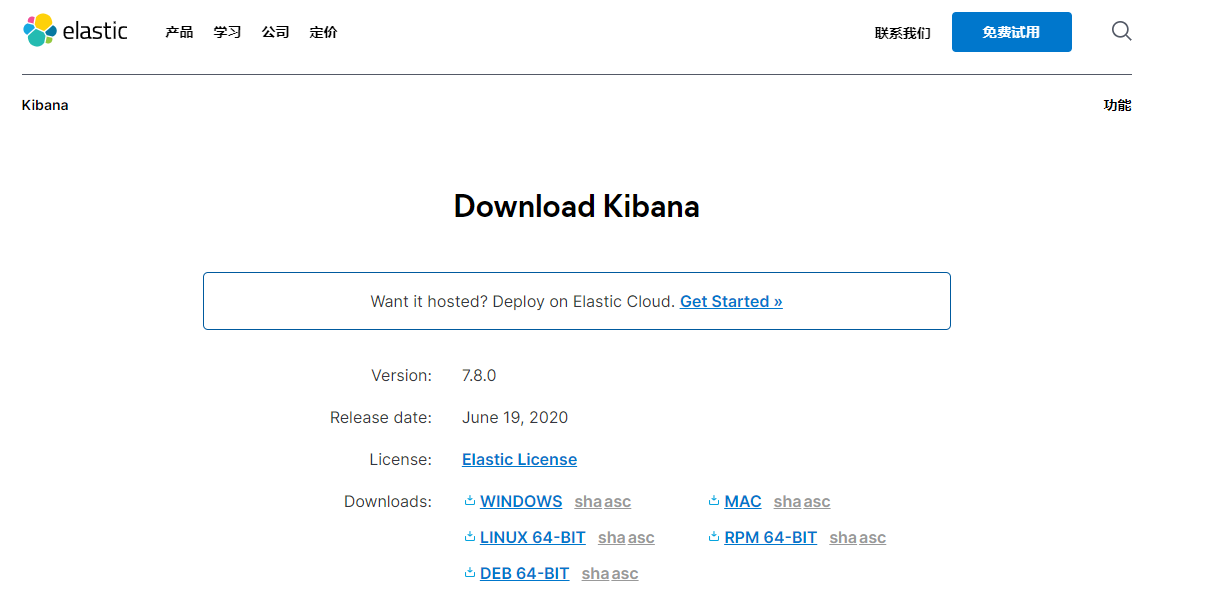 elastic 产品 学习 公司 定价 联系我们 免费试用
Kibana 功能
Download Kibana
Want it hosted? Deploy on Elastic Cloud. Get Started »
Version: 7.8.0
Release date: June 19, 2020
License: Elastic License
Downloads: WINDOWS sha asc MAC sha asc
LINUX 64-BIT sha asc RPM 64-BIT sha asc
DEB 64-BIT sha asc